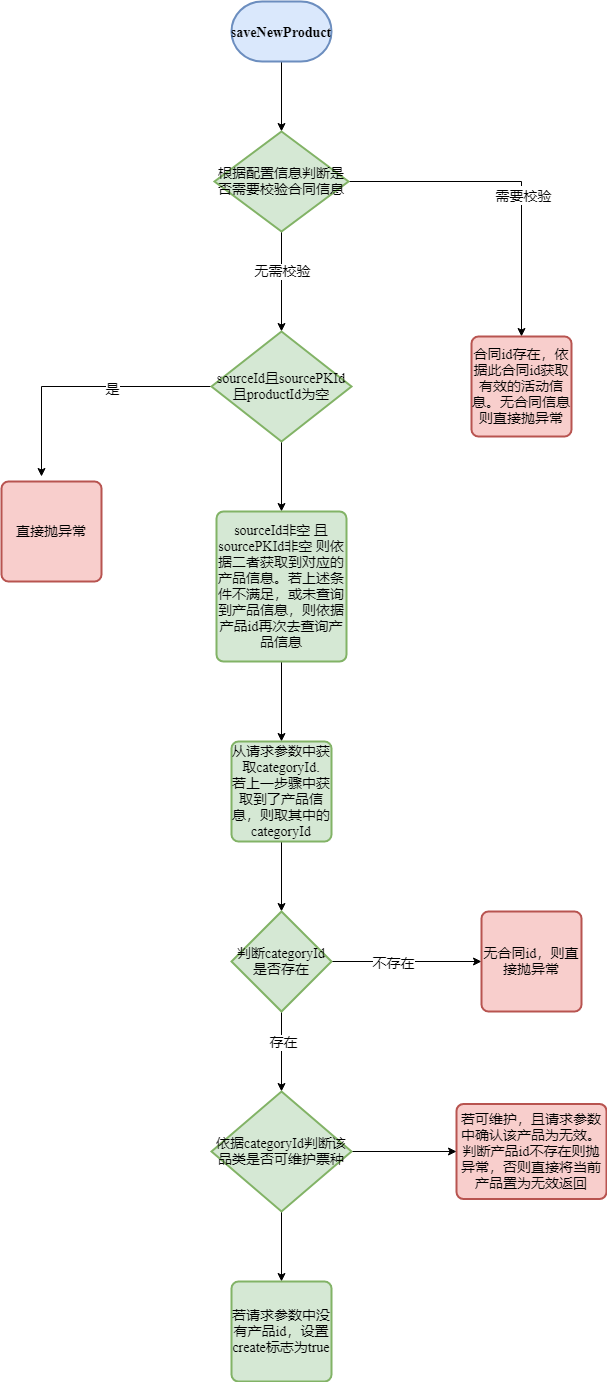 saveNewProduct
根据配置信息判断是
否需要校验合同信息
需要校验
无需校验
合同id存在，依
据此合同id获取
有效的活动信
息。无合同信息
则直接抛异常
sourceId且sourcePKId
且productId为空
是
直接抛异常
sourceId非空 且
sourcePKId非空 则依
据二者获取到对应的
产品信息。若上述条
件不满足，或未查询
到产品信息，则依据
产品id再次去查询产
品信息
从请求参数中获
取categoryId.
若上一步骤中获
取到了产品信
息，则取其中的
categoryId
判断categoryId
是否存在
不存在
无合同id，则直
接抛异常
存在
依据categoryId判断该
品类是否可维护票种
若可维护，且请求参数
中确认该产品为无效。
判断产品id不存在则抛
异常，否则直接将当前
产品置为无效返回
若请求参数中没
有产品id，设置
create标志为true